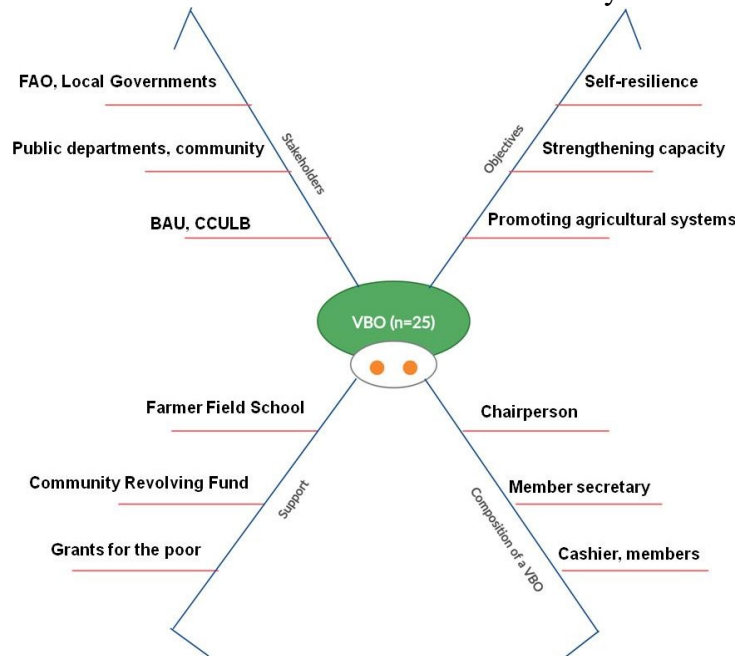 FAO, Local Governments
Public departments, community
BAU, CCULB
Stakeholders
Self-resilience
Strengthening capacity
Promoting agricultural systems
Objectives
VBO (n=25)
Farmer Field School
Community Revolving Fund
Grants for the poor
Support
Chairperson
Member secretary
Cashier, members
Composition of a VBO